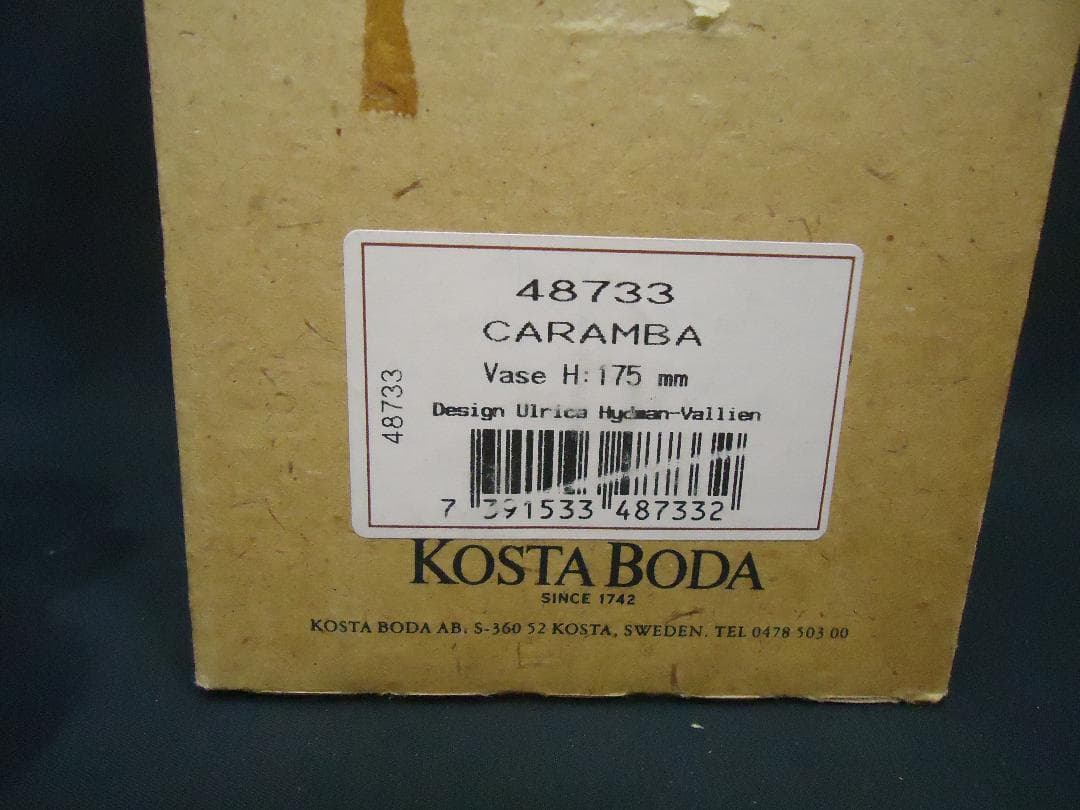 48733
CARAMBA
Vase H:175 mm
Design Ulrica Hydman-Vallien
48733
7 391533 487332
KOSTA BODA
SINCE 1742
KOSTA BODA AB. S-360 52 KOSTA, SWEDEN. TEL 0478 503 00